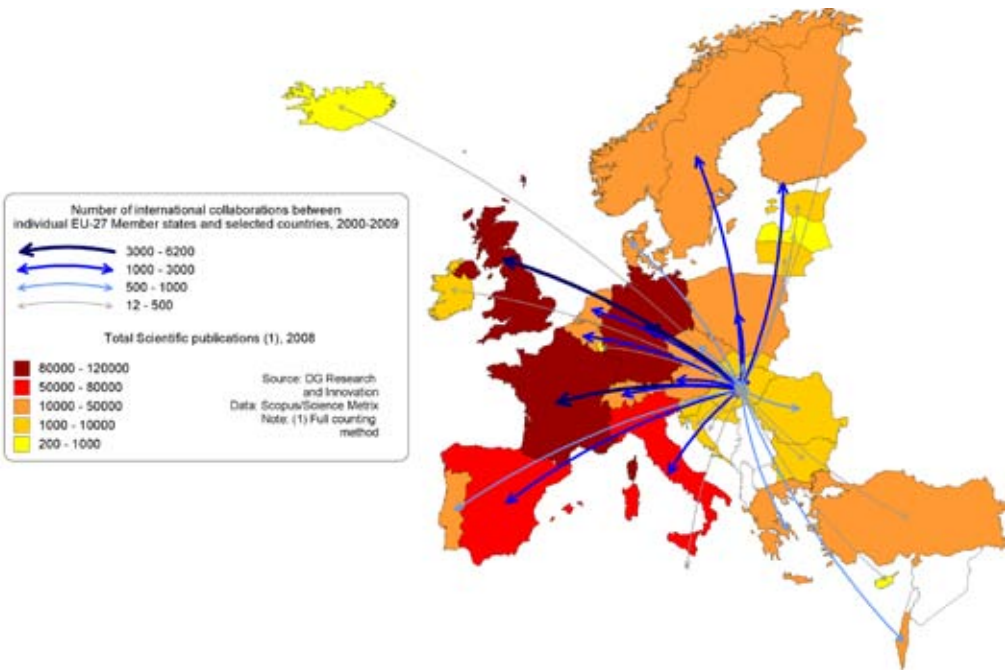 Number of international collaborations between
individual EU-27 Member states and selected countries, 2000-2009
3000 - 6200
1000 - 3000
500 - 1000
12 - 500
Total Scientific publications (1), 2008
80000 - 120000
50000 - 80000
10000 - 50000
1000 - 10000
200 - 1000
Source: DG Research
and Innovation
Data: Scopus/Science Metrix
Note: (1) Full counting
method